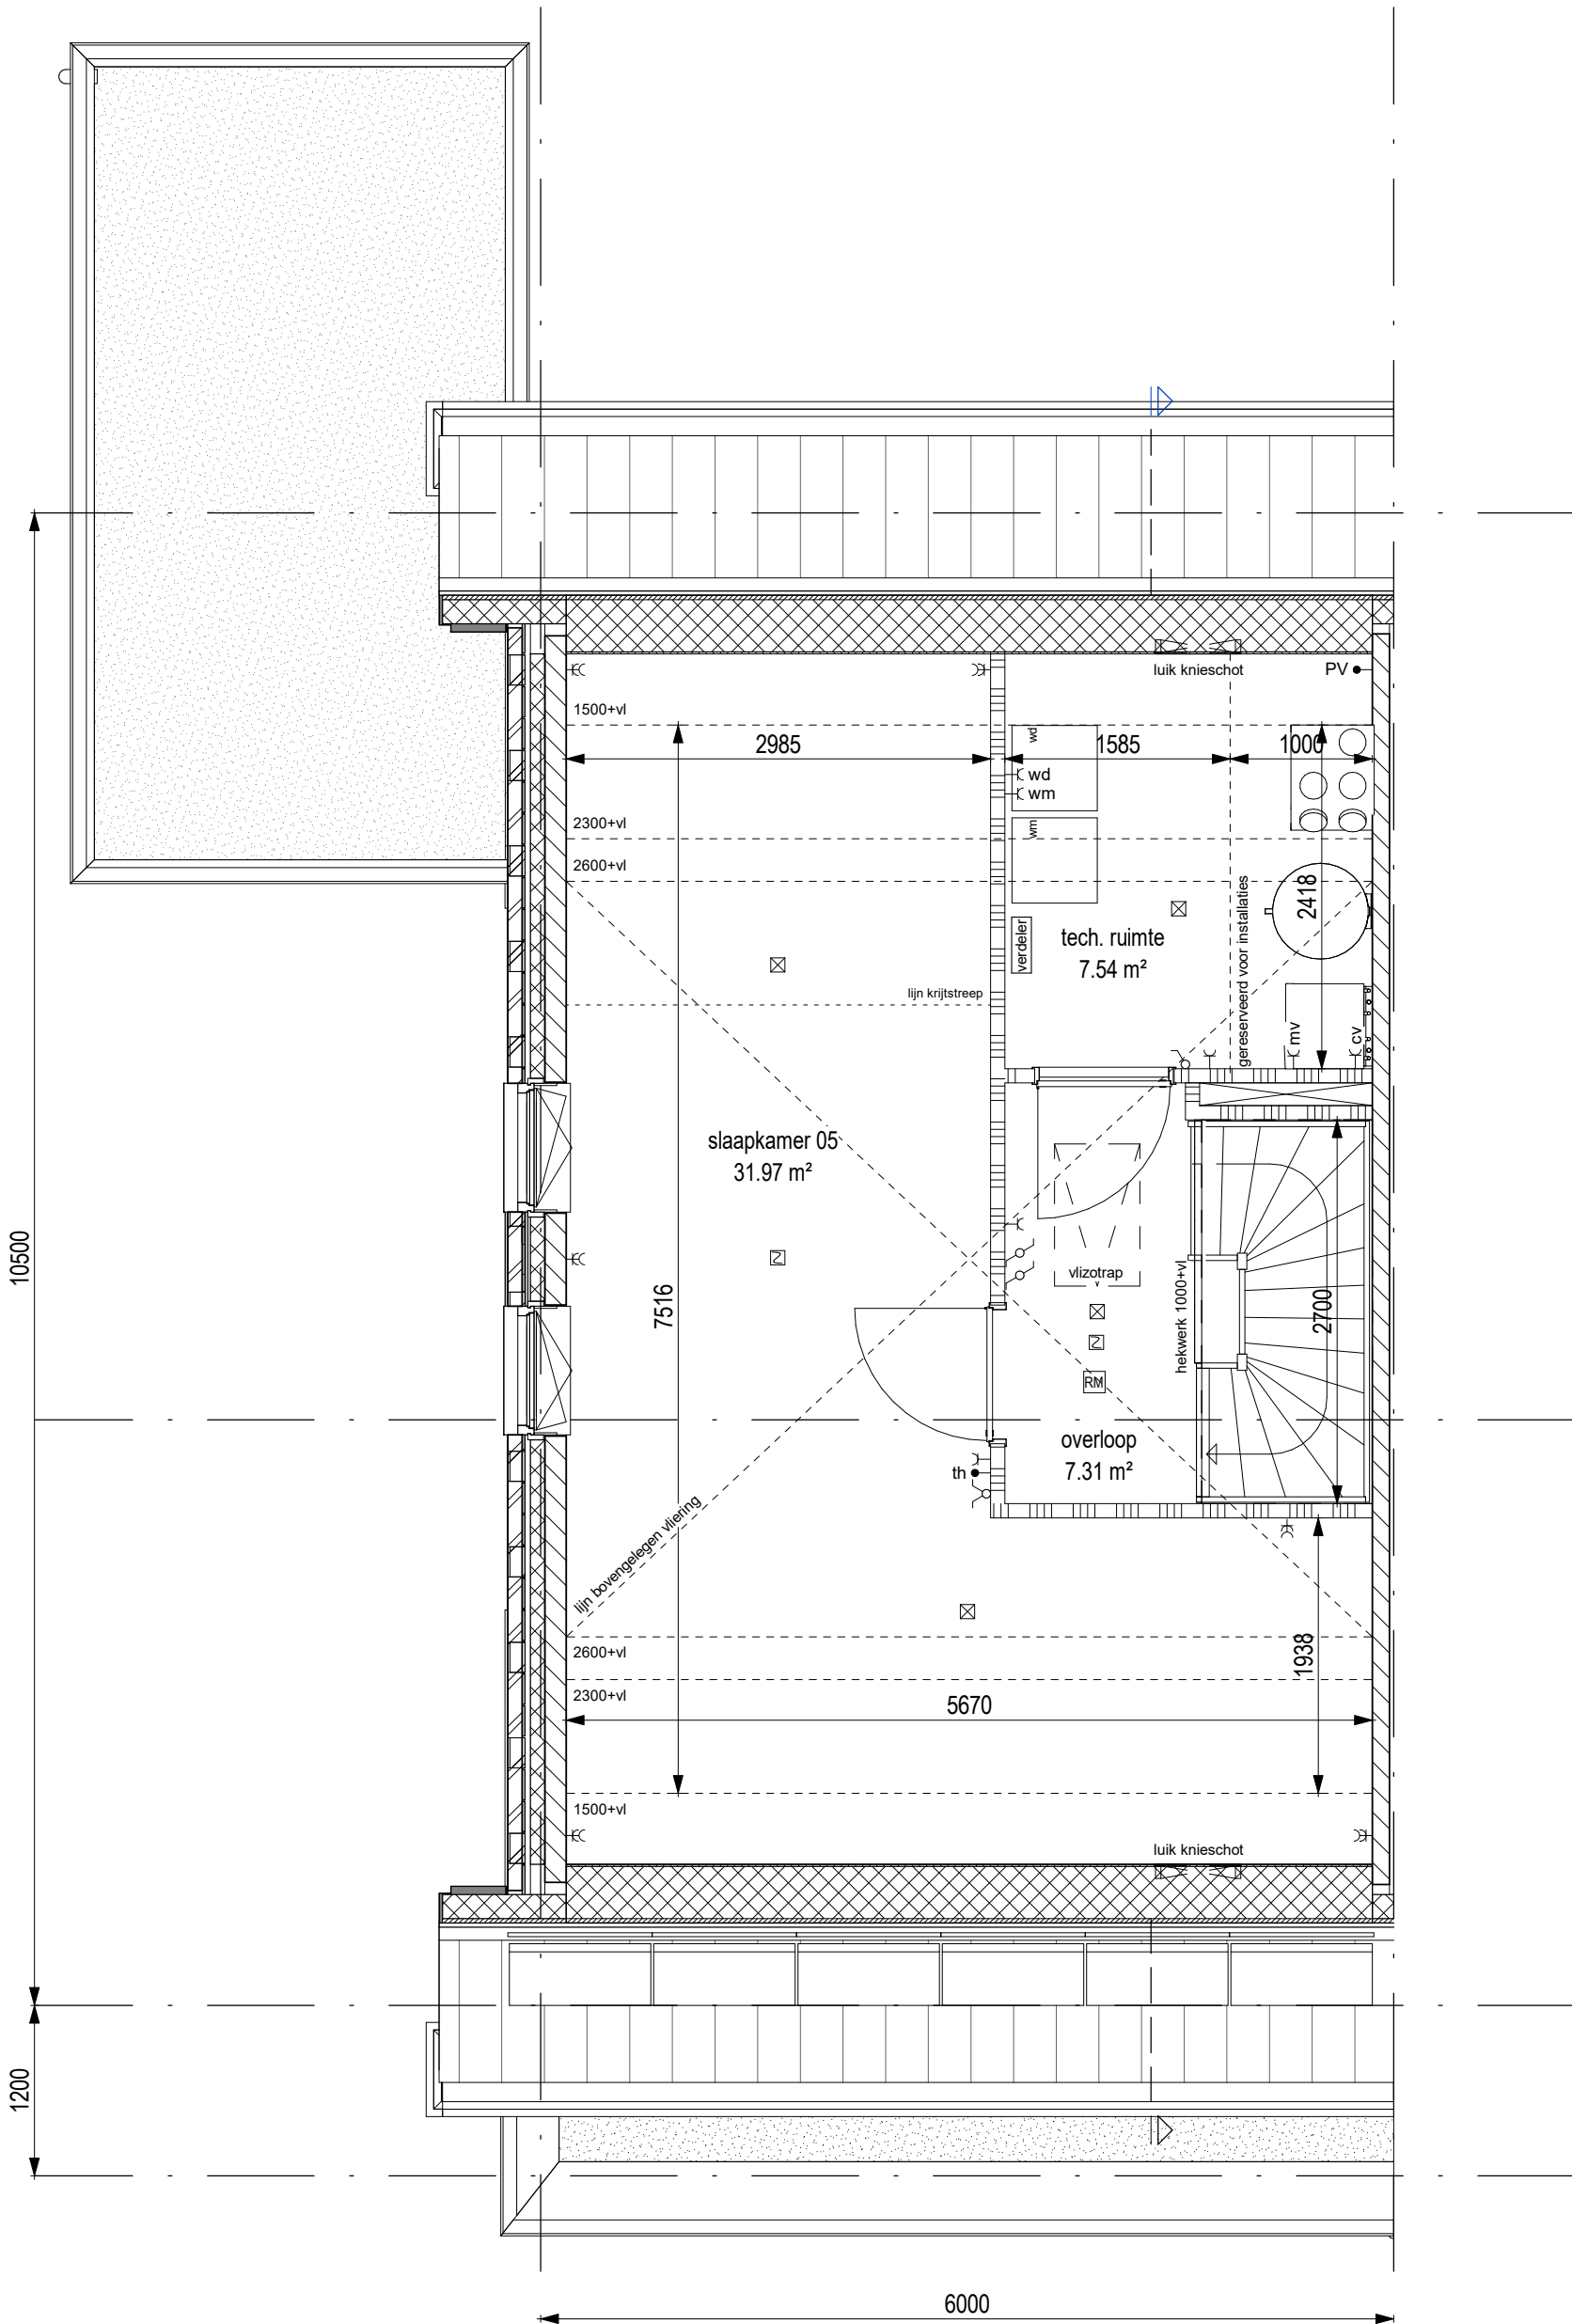 luik knieschot
PV
1500+vl
2985
1585
1000
wd
wd
wm
2300+vl
wm
2600+vl
2418
gereserveerd voor installaties
verdeler
tech. ruimte
7.54 m²
lijn krijtstreep
mv
cv
slaapkamer 05
31.97 m²
10500
7516
vlizotrap
hekwerk 1000+vl
2700
RM
overloop
7.31 m²
th
lijn bovengelegen vliering
2600+vl
1938
2300+vl
5670
1500+vl
luik knieschot
1200
6000